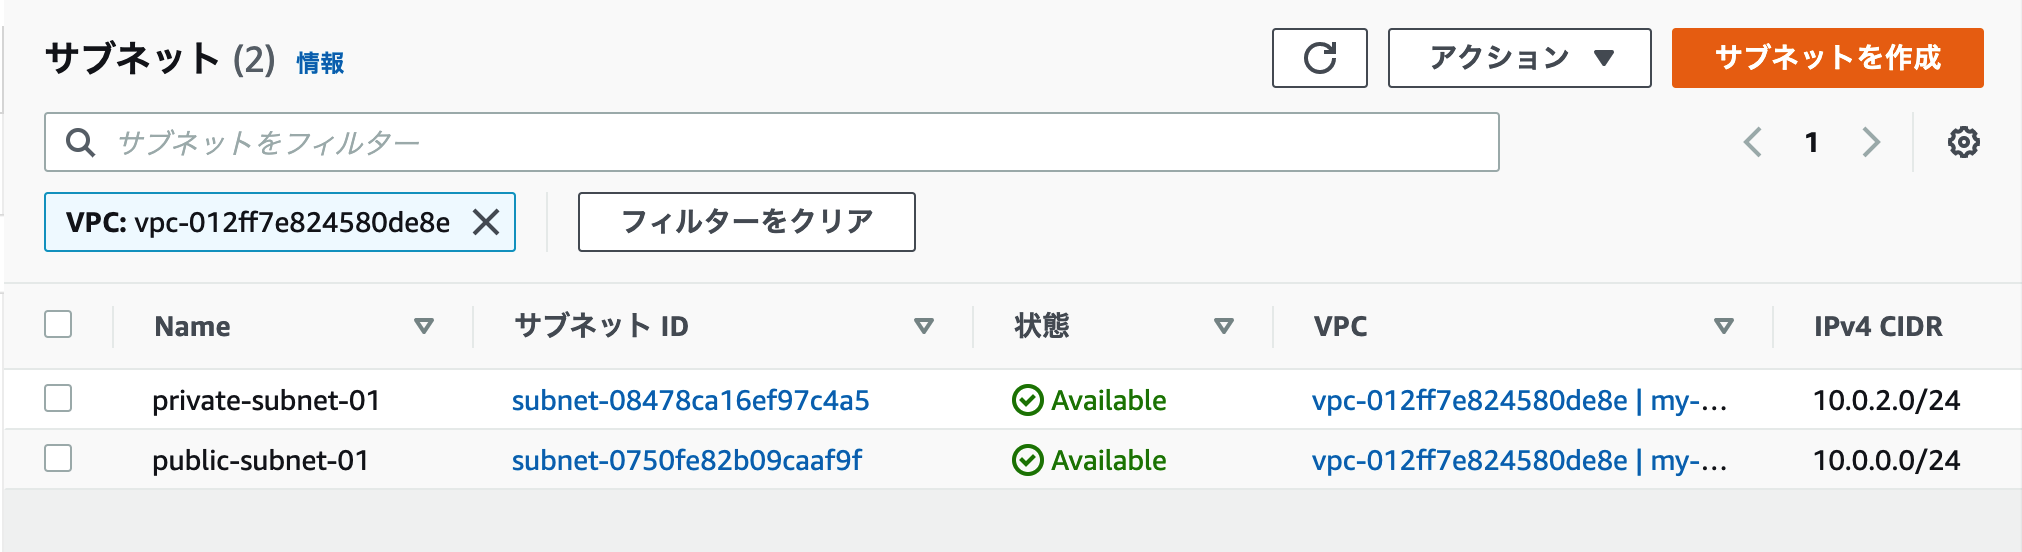 サブネット (2) 情報
アクション ▼
サブネットを作成
サブネットをフィルター
1
VPC: vpc-012ff7e824580de8e
フィルターをクリア
Name サブネット ID 状態 VPC IPv4 CIDR
private-subnet-01 subnet-08478ca16ef97c4a5 Available vpc-012ff7e824580de8e | my-... 10.0.2.0/24
public-subnet-01 subnet-0750fe82b09caaf9f Available vpc-012ff7e824580de8e | my-... 10.0.0.0/24